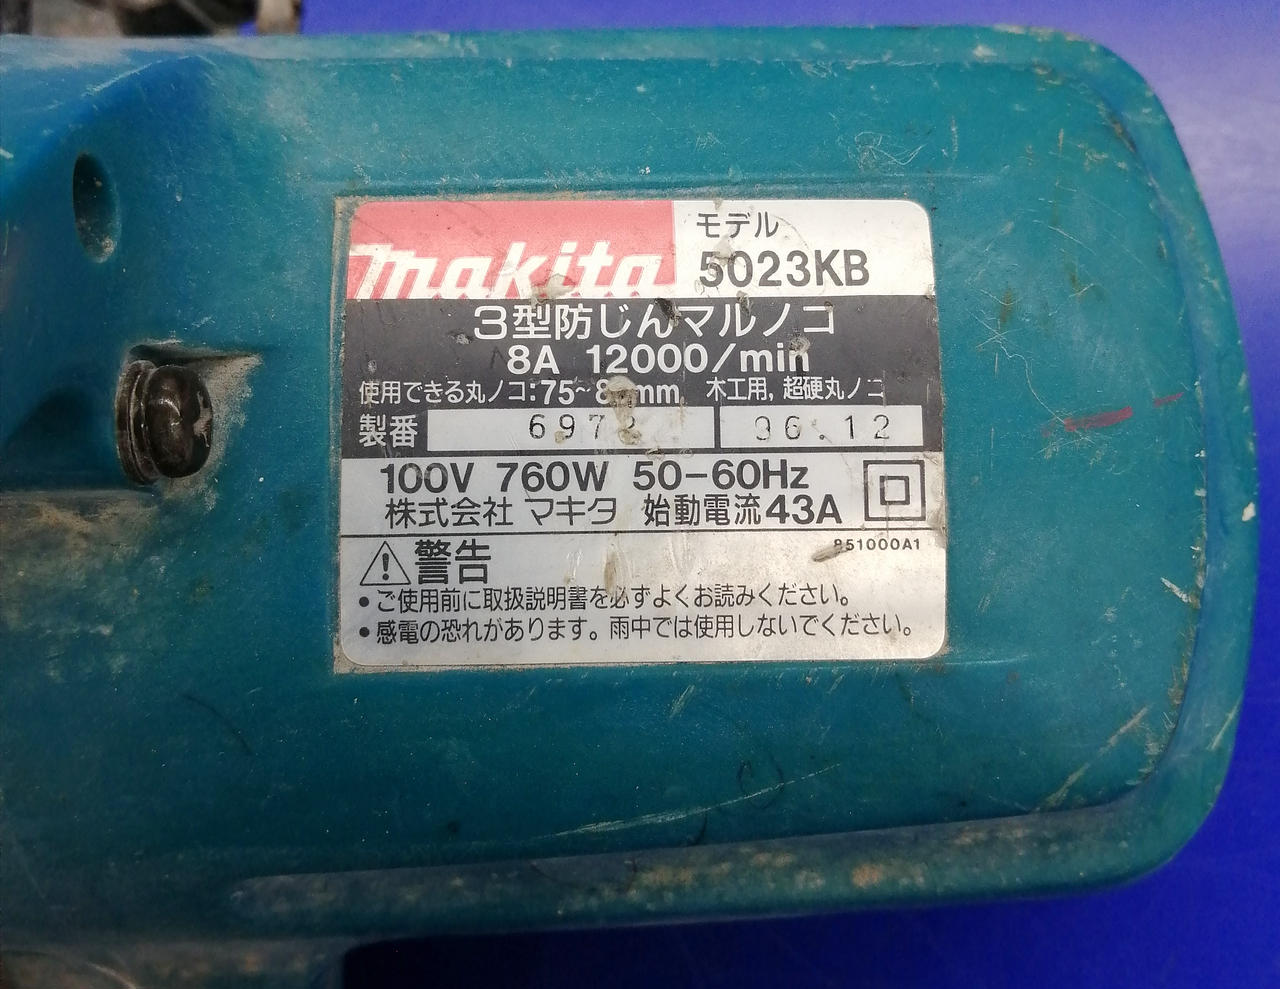 makita
モデル
5023KB
3型防じんマルノコ
8A 12000/min
使用できる丸ノコ:75~ mm 木工用, 超硬丸ノコ
製番
100V 760W 50-60Hz
株式会社 マキタ 始動電流43A
851000A1
警告
•ご使用前に取扱説明書を必ずよくお読みください。
•感電の恐れがあります。雨中では使用しないでください。